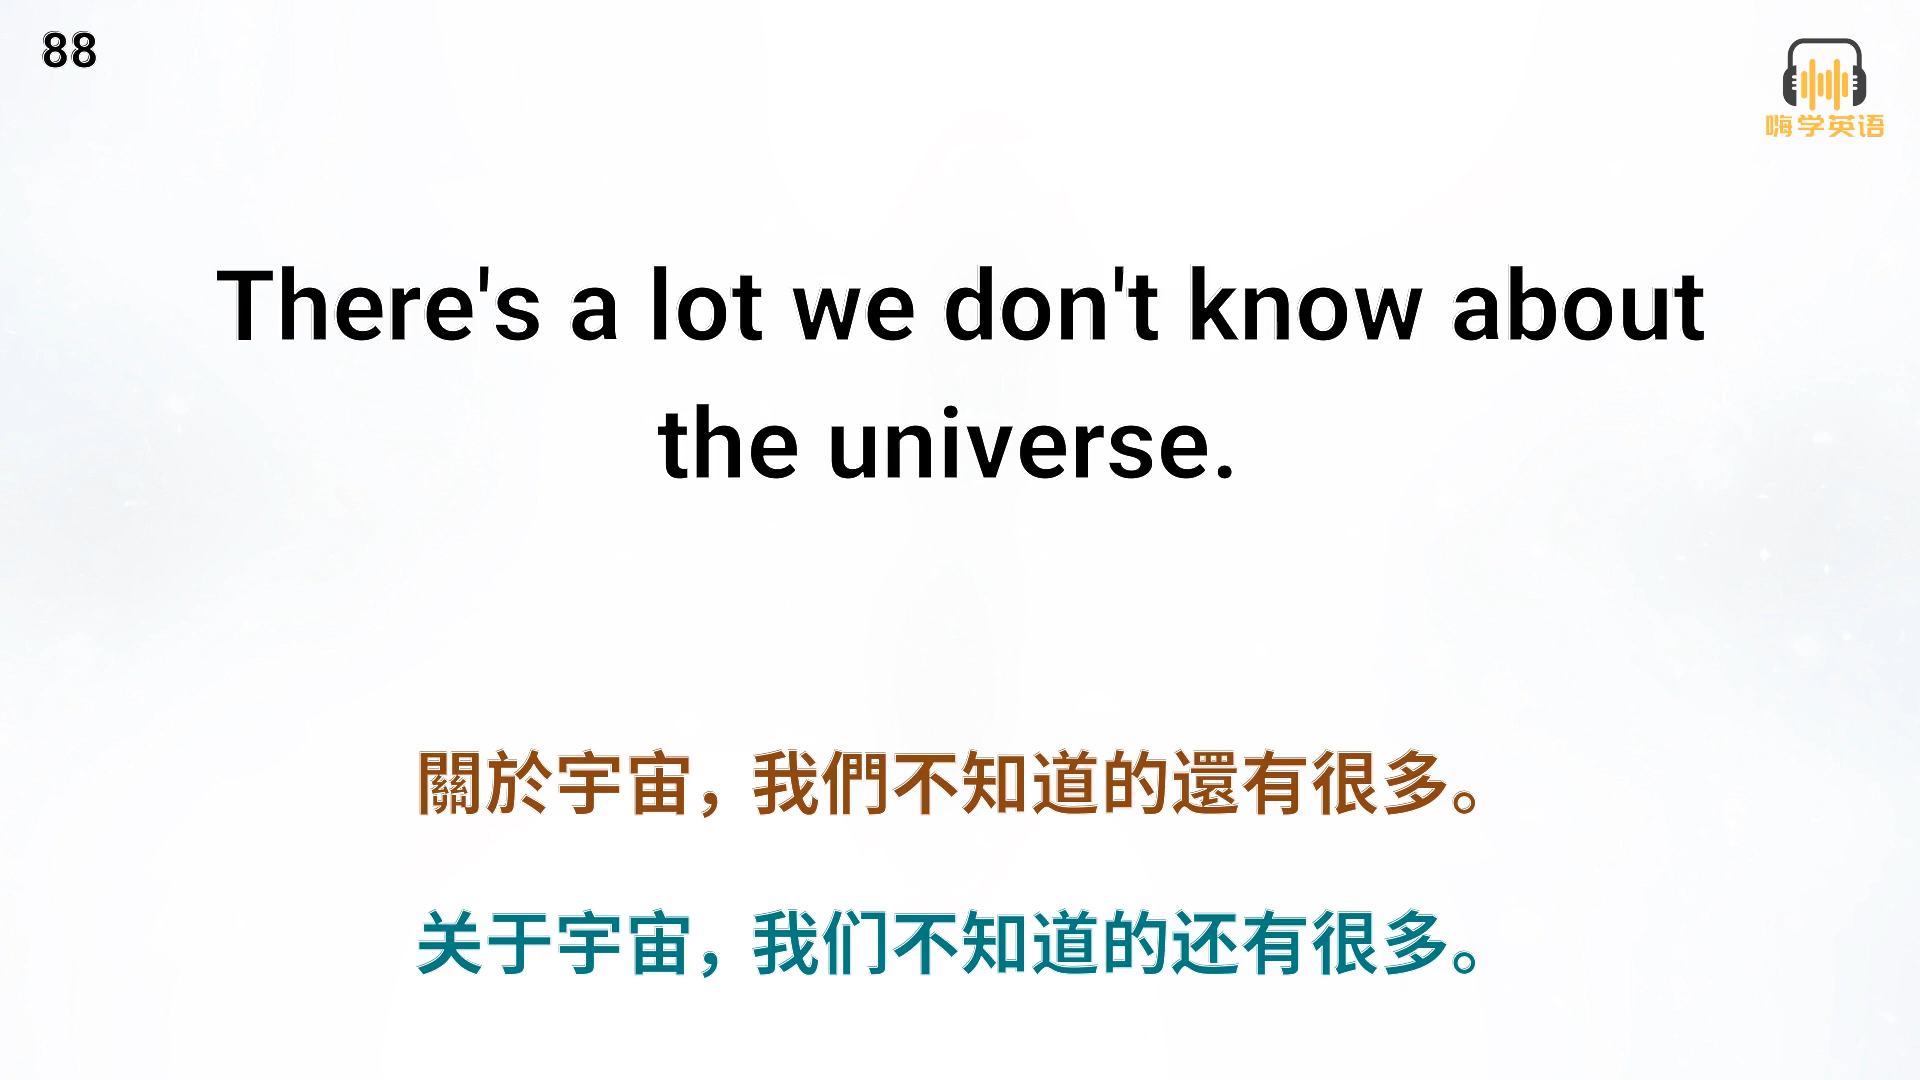 88
嗨学英语
There's a lot we don't know about
the universe.
關於宇宙，我們不知道的還有很多。
关于宇宙，我们不知道的还有很多。